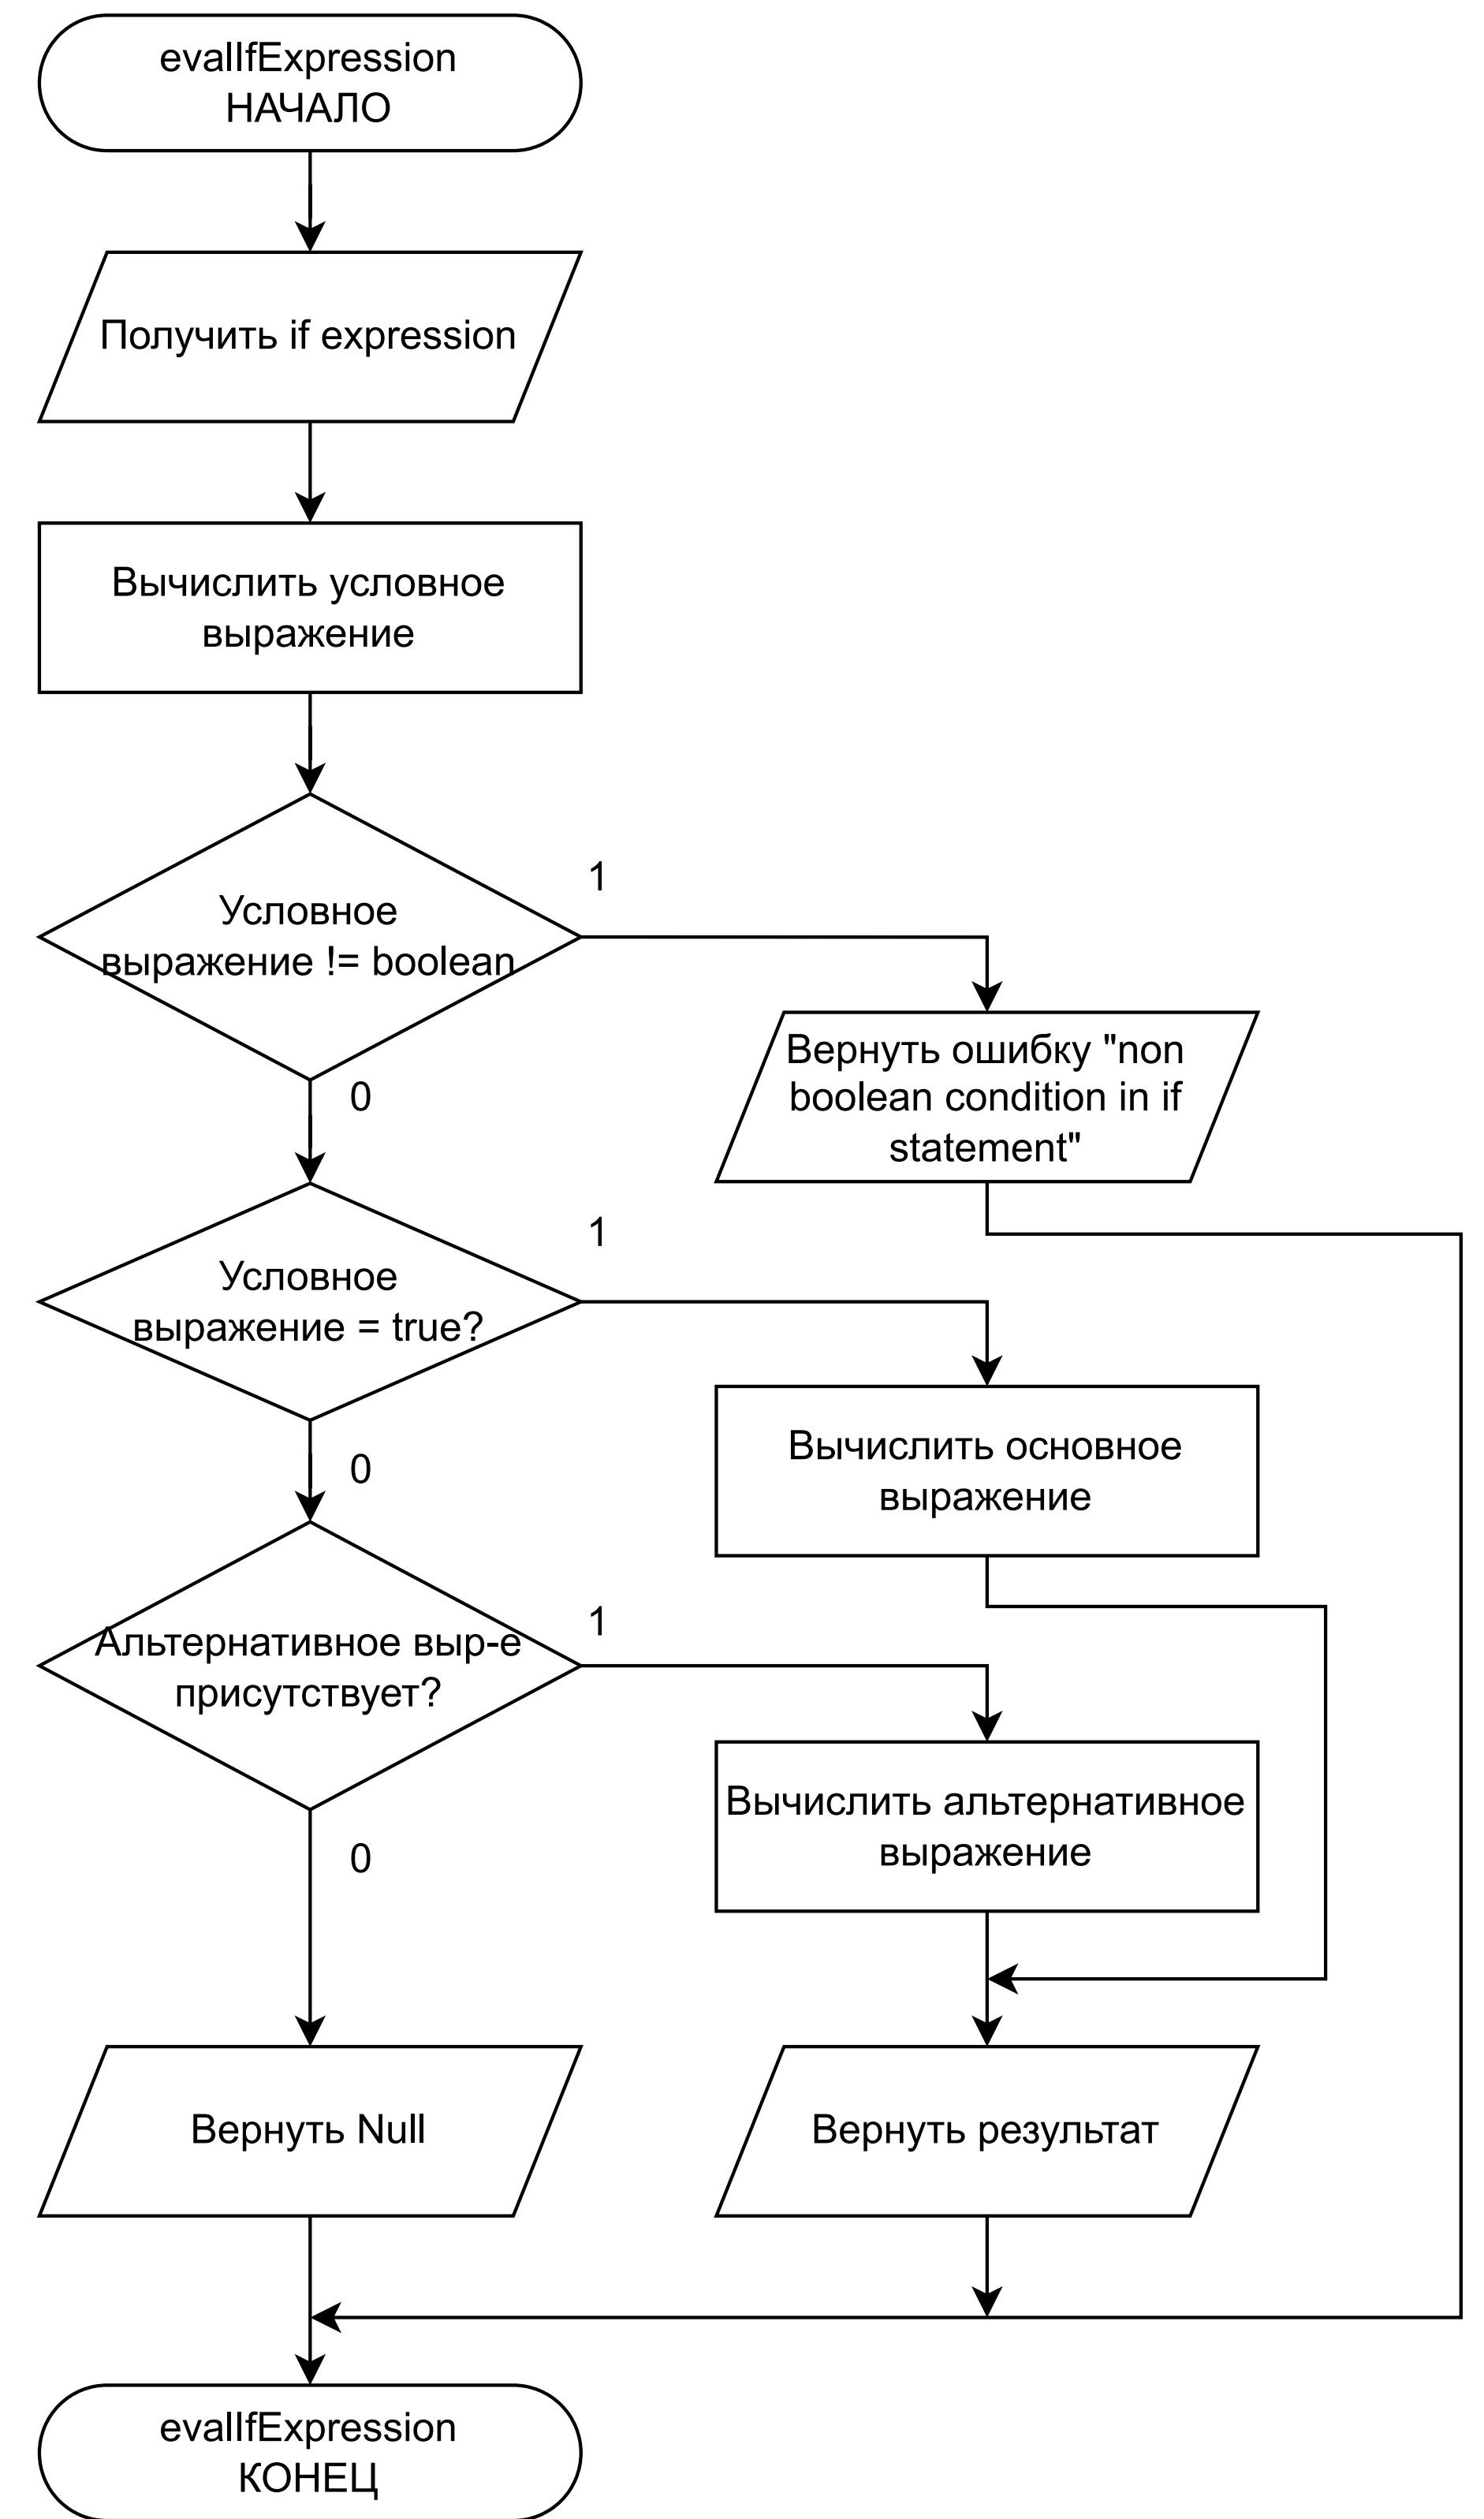 evalIfExpression
НАЧАЛО
Получить if expression
Вычислить условное
выражение
Условное
выражение != boolean
1
0
Вернуть ошибку "non
boolean condition in if
statement"
Условное
выражение = true?
1
0
Вычислить основное
выражение
Альтернативное выр-е
присутствует?
1
0
Вычислить альтернативное
выражение
Вернуть Null
Вернуть результат
evalIfExpression
КОНЕЦ